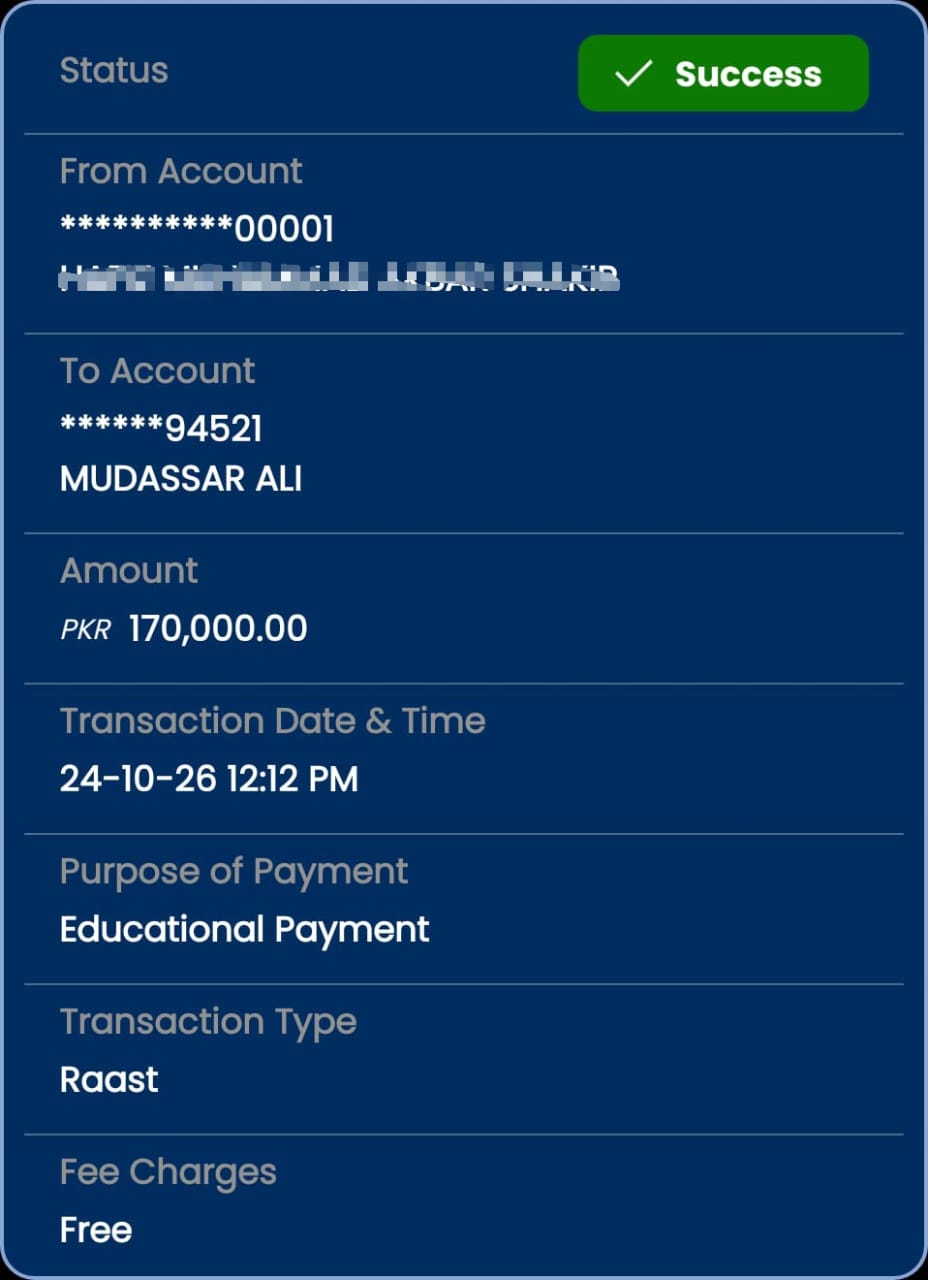 Status
Success
From Account
**********00001
To Account
******94521
MUDASSAR ALI
Amount
PKR 170,000.00
Transaction Date & Time
24-10-26 12:12 PM
Purpose of Payment
Educational Payment
Transaction Type
Raast
Fee Charges
Free